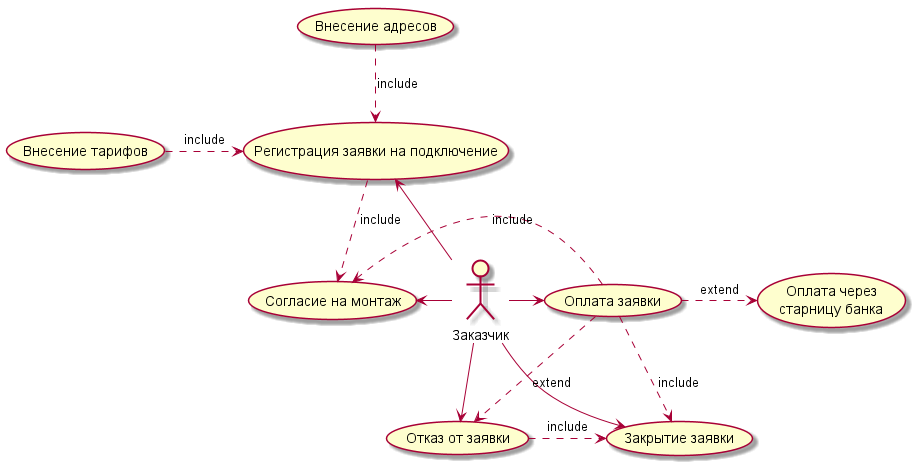 Внесение адресов
include
include
Внесение тарифов
Регистрация заявки на подключение
include
include
extend
Оплата через
старницу банка
Согласие на монтаж
Оплата заявки
Заказчик
extend
include
include
Отказ от заявки
Закрытие заявки